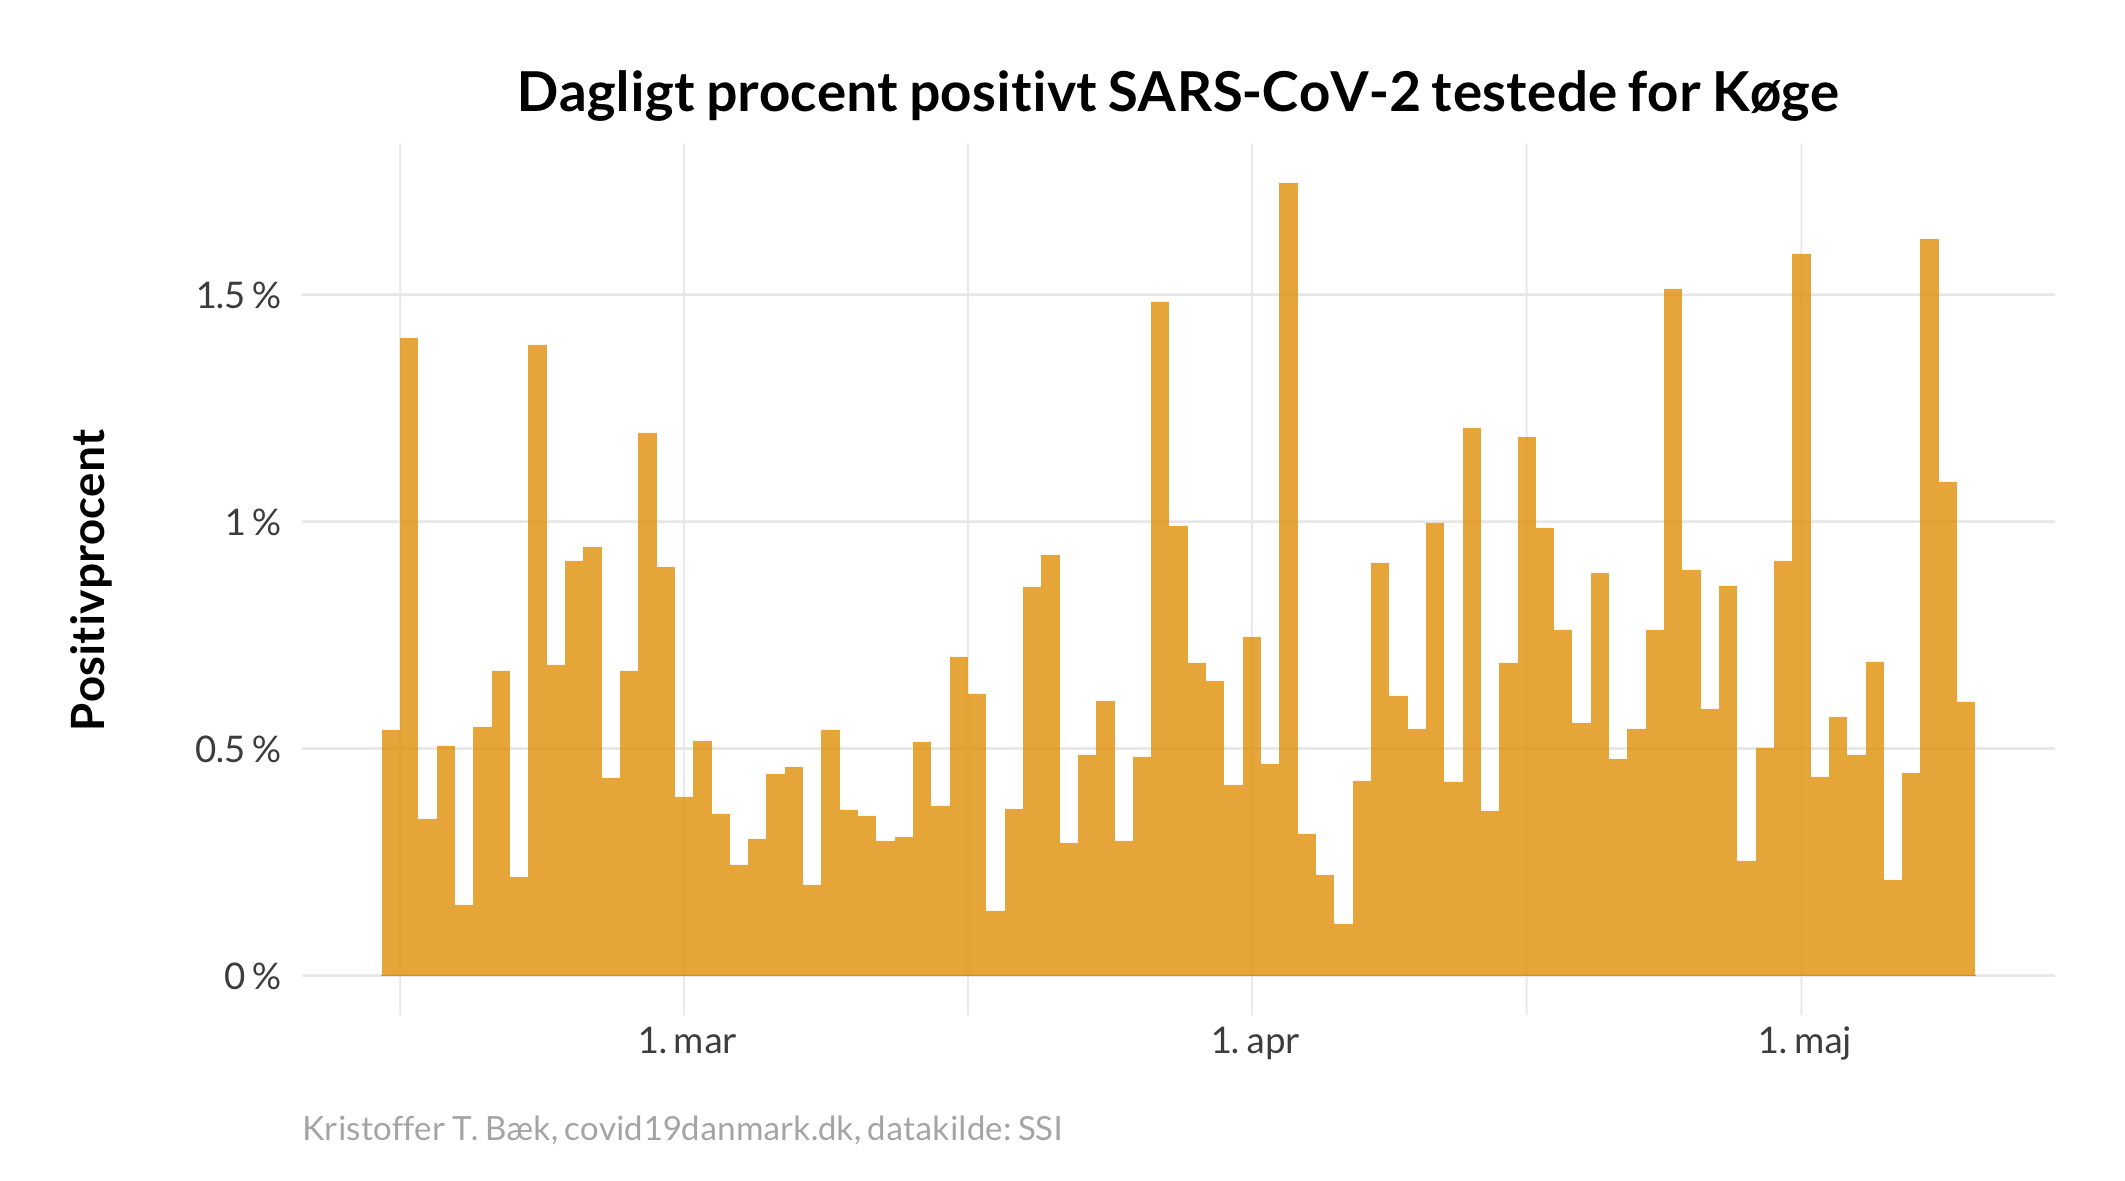 Dagligt procent positivt SARS-CoV-2 testede for Køge
Positivprocent
1.5 %
1 %
0.5 %
0 %
1. mar
1. apr
1. maj
Kristoffer T. Bæk, covid19danmark.dk, datakilde: SSI